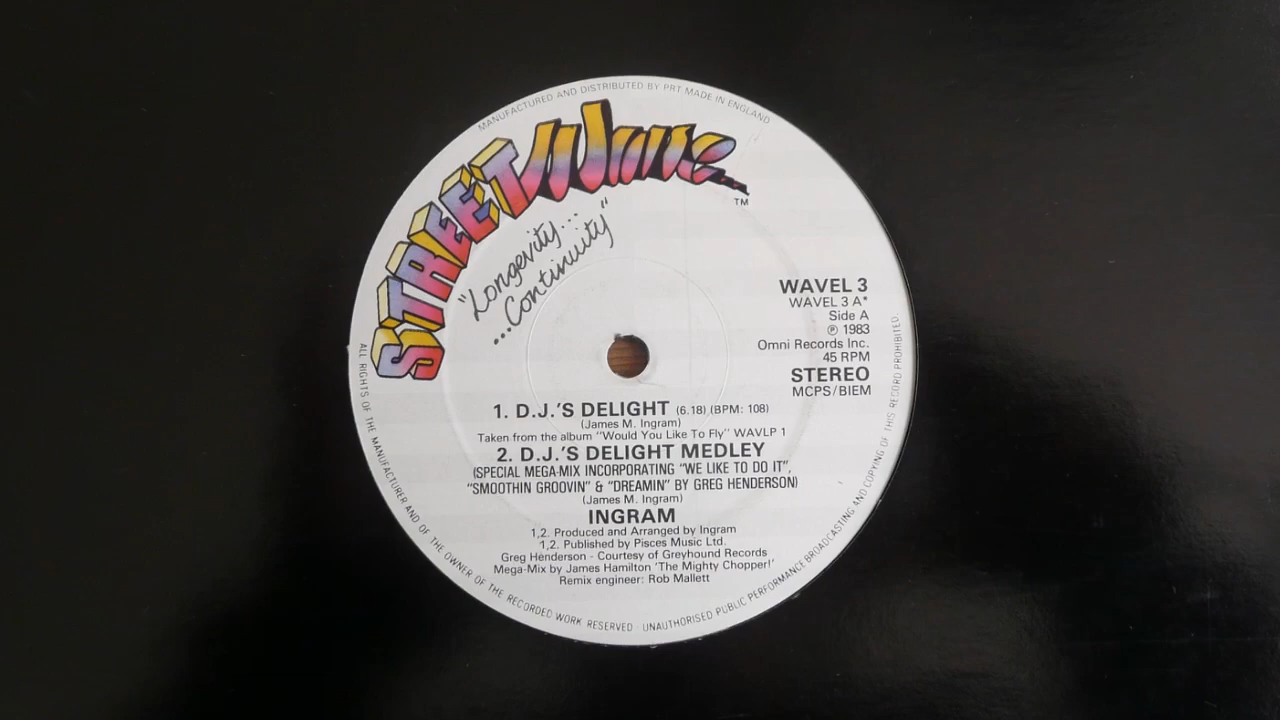 MANUFACTURED AND DISTRIBUTED BY PRT MADE IN ENGLAND
STREET Wave TM
"Longevity...
...Continuity"
WAVEL 3
WAVEL 3 A*
Side A
℗ 1983
Omni Records Inc.
45 RPM
STEREO
MCPS/BIEM
1. D.J.'S DELIGHT (6.18) (BPM: 108)
(James M. Ingram)
Taken from the album "Would You Like To Fly" WAVLP 1
2. D.J.'S DELIGHT MEDLEY
(SPECIAL MEGA-MIX INCORPORATING "WE LIKE TO DO IT",
"SMOOTHIN GROOVIN" & "DREAMIN" BY GREG HENDERSON)
(James M. Ingram)
INGRAM
1,2. Produced and Arranged by Ingram
1,2. Published by Pisces Music Ltd.
Greg Henderson - Courtesy of Greyhound Records
Mega-Mix by James Hamilton 'The Mighty Chopper!'
Remix engineer: Rob Mallett
ALL RIGHTS OF THE MANUFACTURER AND OF THE OWNER OF THE RECORDED WORK RESERVED - UNAUTHORISED PUBLIC PERFORMANCE BROADCASTING AND COPYING OF THIS RECORD PROHIBITED.